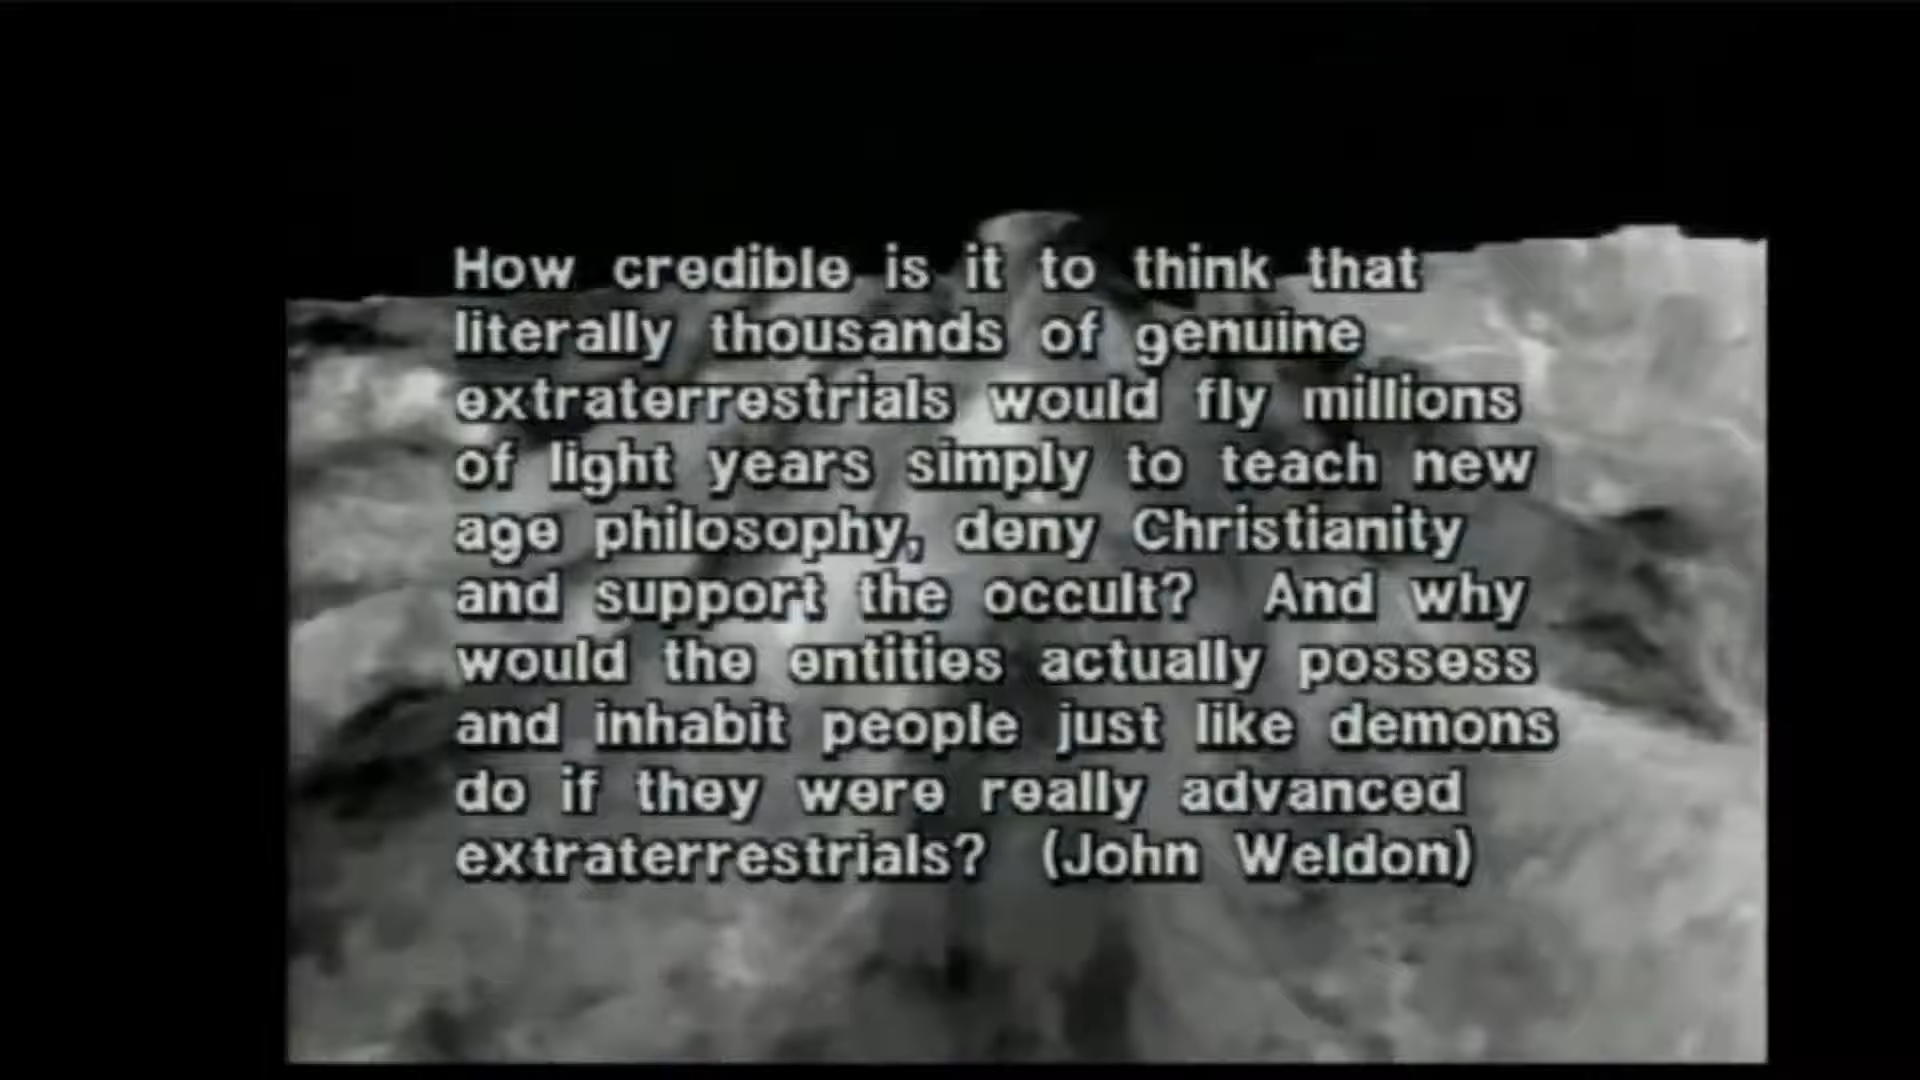 How credible is it to think that
literally thousands of genuine
extraterrestrials would fly millions
of light years simply to teach new
age philosophy, deny Christianity
and support the occult? And why
would the entities actually possess
and inhabit people just like demons
do if they were really advanced
extraterrestrials? (John Weldon)